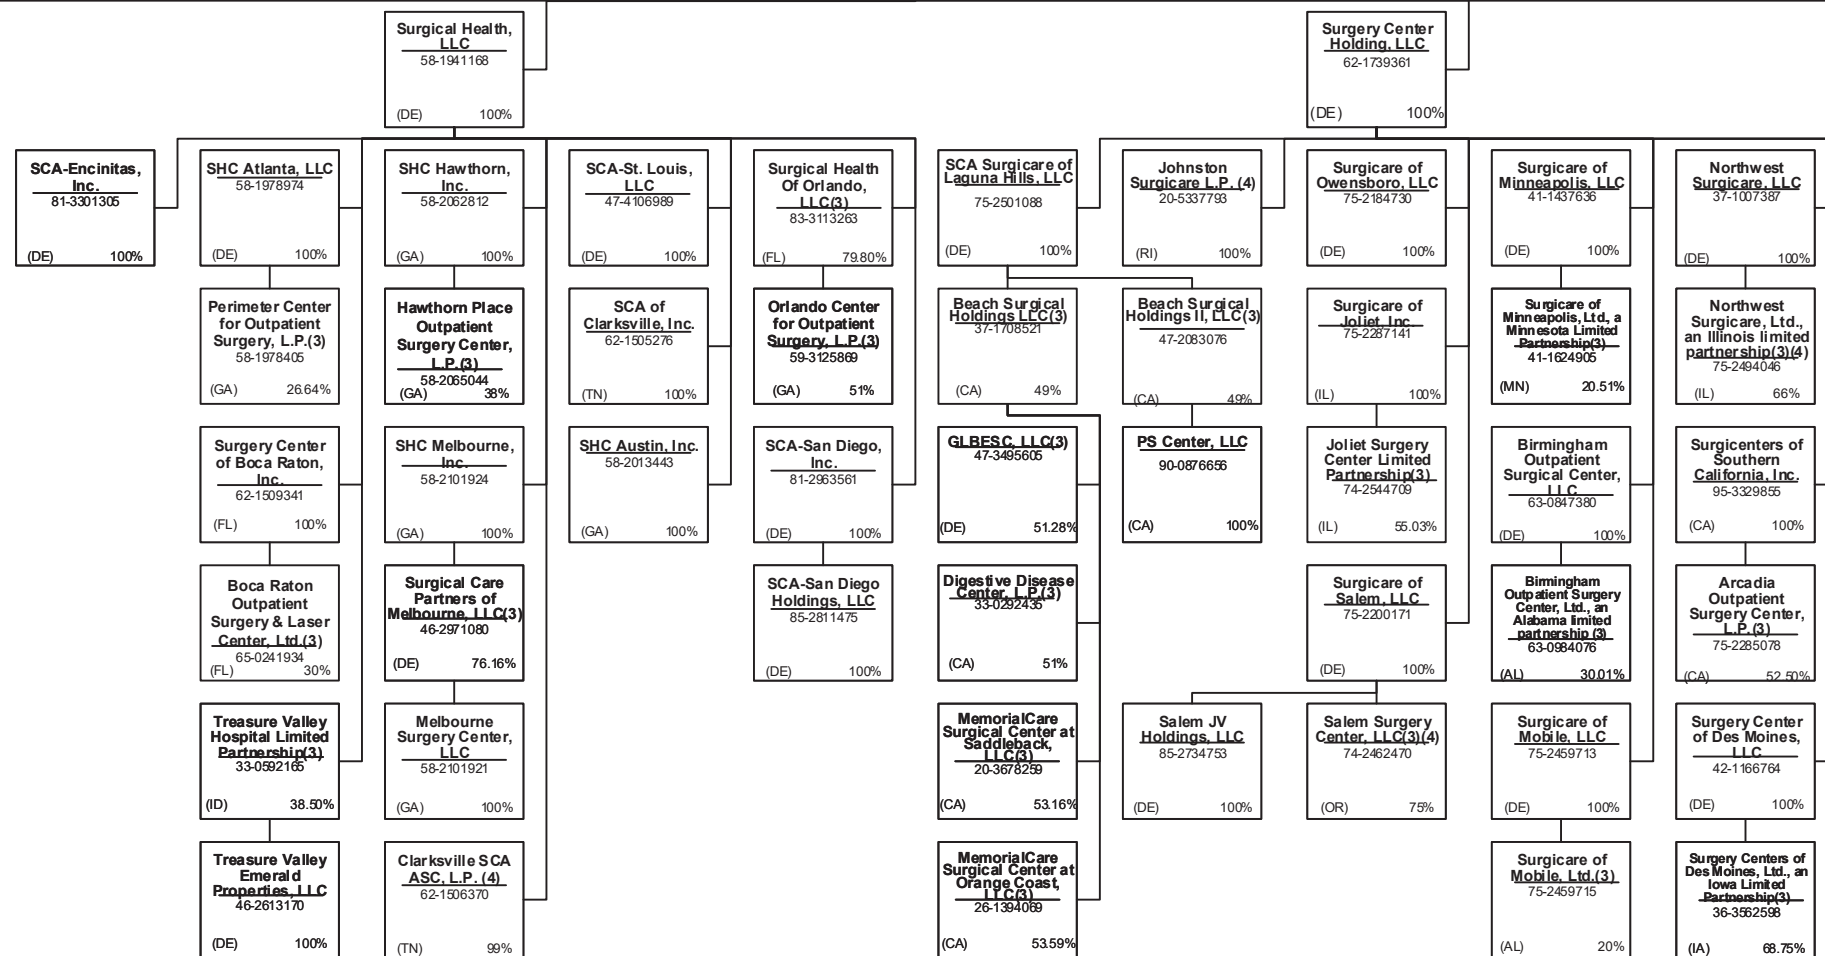 Surgical Health,
LLC
58-1941168
(DE) 100%
Surgery Center
Holding, LLC
62-1739361
(DE) 100%
SCA-Encinitas,
Inc.
81-3301305
(DE) 100%
SHC Atlanta, LLC
58-1978974
(DE) 100%
SHC Hawthorn,
Inc.
58-2062812
(GA) 100%
SCA-St. Louis,
LLC
47-4106989
(DE) 100%
Surgical Health
Of Orlando,
LLC(3)
83-3113263
(FL) 79.80%
SCA Surgicare of
Laguna Hills, LLC
75-2501088
(DE) 100%
Johnston
Surgicare L.P. (4)
20-5337793
(RI) 100%
Surgicare of
Owensboro, LLC
75-2184730
(DE) 100%
Surgicare of
Minneapolis, LLC
41-1437636
(DE) 100%
Northwest
Surgicare, LLC
37-1007387
(DE) 100%
Perimeter Center
for Outpatient
Surgery, L.P.(3)
58-1978405
(GA) 26.64%
Hawthorn Place
Outpatient
Surgery Center,
L.P.(3)
58-2065044
(GA) 38%
SCA of
Clarksville, Inc.
62-1505276
(TN) 100%
Orlando Center
for Outpatient
Surgery, L.P.(3)
59-3125869
(GA) 51%
Beach Surgical
Holdings LLC(3)
37-1708521
(CA) 49%
Beach Surgical
Holdings II, LLC(3)
47-2083076
(CA) 49%
Surgicare of
Joliet, Inc.
75-2287141
(IL) 100%
Surgicare of
Minneapolis, Ltd., a
Minnesota Limited
Partnership(3)
41-1624905
(MN) 20.51%
Northwest
Surgicare, Ltd.,
an Illinois limited
partnership(3)(4)
75-2494046
(IL) 66%
Surgery Center
of Boca Raton,
Inc.
62-1509341
(FL) 100%
SHC Melbourne,
Inc.
58-2101924
(GA) 100%
SHC Austin, Inc.
58-2013443
(GA) 100%
SCA-San Diego,
Inc.
81-2963561
(DE) 100%
GLBESC, LLC(3)
47-3495605
(DE) 51.28%
PS Center, LLC
90-0876656
(CA) 100%
Joliet Surgery
Center Limited
Partnership(3)
74-2544709
(IL) 55.03%
Birmingham
Outpatient
Surgical Center,
LLC
63-0847380
(DE) 100%
Surgicenters of
Southern
California, Inc.
95-3329855
(CA) 100%
Boca Raton
Outpatient
Surgery & Laser
Center, Ltd.(3)
65-0241934
(FL) 30%
Surgical Care
Partners of
Melbourne, LLC(3)
46-2971080
(DE) 76.16%
SCA-San Diego
Holdings, LLC
85-2811475
(DE) 100%
Digestive Disease
Center, L.P.(3)
33-0292435
(CA) 51%
Surgicare of
Salem, LLC
75-2200171
(DE) 100%
Birmingham
Outpatient Surgery
Center, Ltd., an
Alabama limited
partnership (3)
63-0984076
(AL) 30.01%
Arcadia
Outpatient
Surgery Center,
L.P.(3)
75-2285078
(CA) 52.50%
Treasure Valley
Hospital Limited
Partnership(3)
33-0592165
(ID) 38.50%
Melbourne
Surgery Center,
LLC
58-2101921
(GA) 100%
MemorialCare
Surgical Center at
Saddleback,
LLC(3)
20-3678259
(CA) 53.16%
Salem JV
Holdings, LLC
85-2734753
(DE) 100%
Salem Surgery
Center, LLC(3)(4)
74-2462470
(OR) 75%
Surgicare of
Mobile, LLC
75-2459713
(DE) 100%
Surgery Center
of Des Moines,
LLC
42-1166764
(DE) 100%
Treasure Valley
Emerald
Properties, LLC
46-2613170
(DE) 100%
Clarksville SCA
ASC, L.P. (4)
62-1506370
(TN) 99%
MemorialCare
Surgical Center at
Orange Coast,
LLC(3)
26-1394069
(CA) 53.59%
Surgicare of
Mobile, Ltd.(3)
75-2459715
(AL) 20%
Surgery Centers of
Des Moines, Ltd., an
Iowa Limited
Partnership(3)
36-3562598
(IA) 68.75%